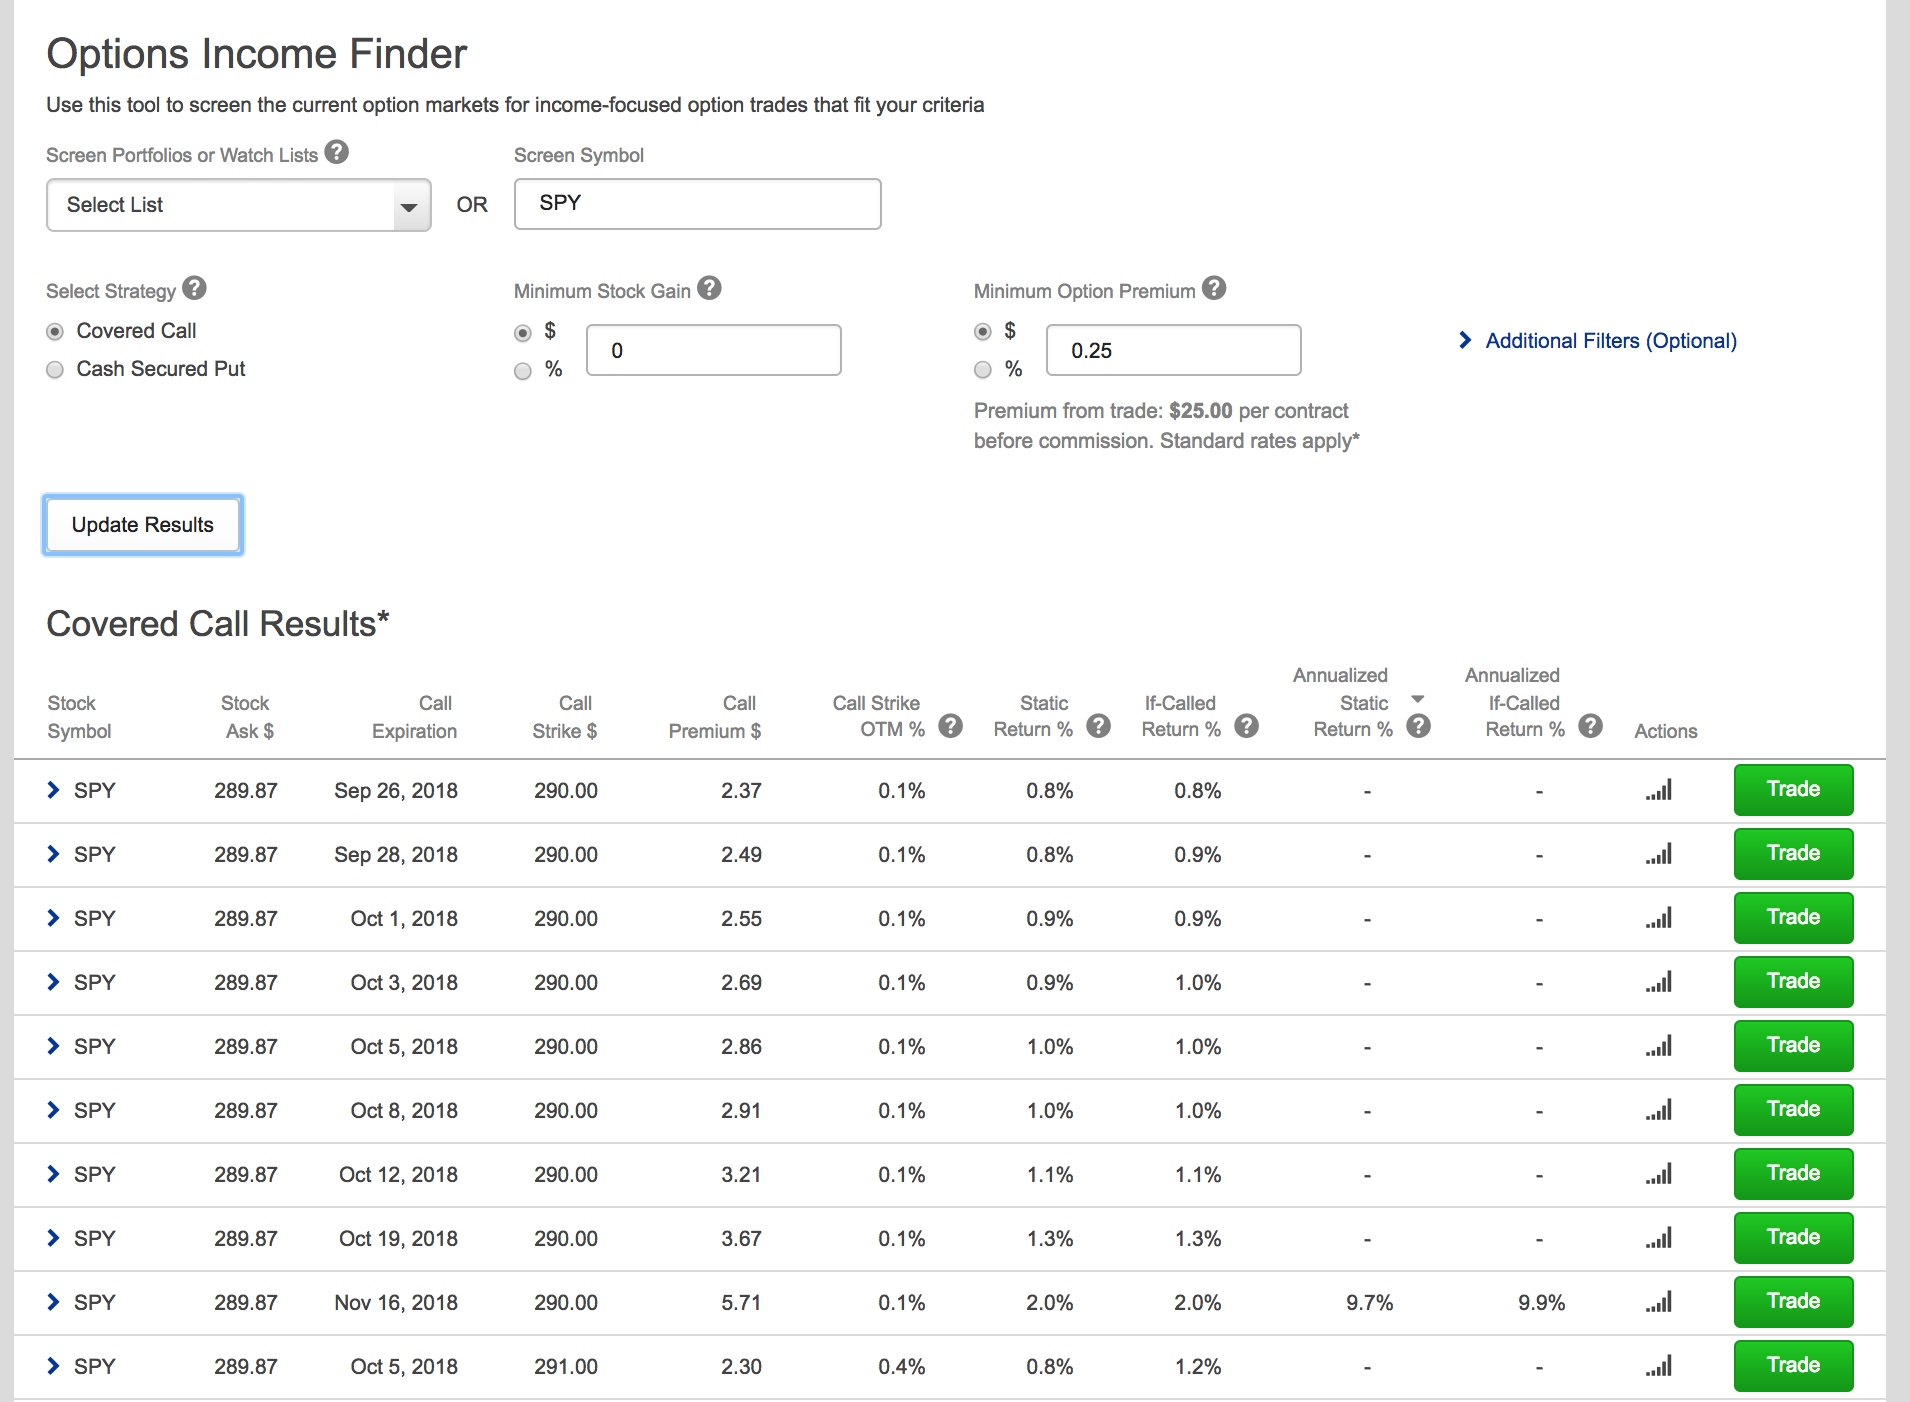 Options Income Finder
Use this tool to screen the current option markets for income-focused option trades that fit your criteria
Screen Portfolios or Watch Lists ? Screen Symbol
Select List OR SPY
Select Strategy ? Minimum Stock Gain ? Minimum Option Premium ?
Covered Call $ 0 $ 0.25 Additional Filters (Optional)
Cash Secured Put % %
Premium from trade: $25.00 per contract
before commission. Standard rates apply*
Update Results
Covered Call Results*
Annualized Annualized
Stock Stock Call Call Call Call Strike Static If-Called Static If-Called
Symbol Ask $ Expiration Strike $ Premium $ OTM % ? Return % ? Return % ? Return % ? Return % ? Actions
SPY 289.87 Sep 26, 2018 290.00 2.37 0.1% 0.8% 0.8% - - Trade
SPY 289.87 Sep 28, 2018 290.00 2.49 0.1% 0.8% 0.9% - - Trade
SPY 289.87 Oct 1, 2018 290.00 2.55 0.1% 0.9% 0.9% - - Trade
SPY 289.87 Oct 3, 2018 290.00 2.69 0.1% 0.9% 1.0% - - Trade
SPY 289.87 Oct 5, 2018 290.00 2.86 0.1% 1.0% 1.0% - - Trade
SPY 289.87 Oct 8, 2018 290.00 2.91 0.1% 1.0% 1.0% - - Trade
SPY 289.87 Oct 12, 2018 290.00 3.21 0.1% 1.1% 1.1% - - Trade
SPY 289.87 Oct 19, 2018 290.00 3.67 0.1% 1.3% 1.3% - - Trade
SPY 289.87 Nov 16, 2018 290.00 5.71 0.1% 2.0% 2.0% 9.7% 9.9% Trade
SPY 289.87 Oct 5, 2018 291.00 2.30 0.4% 0.8% 1.2% - - Trade